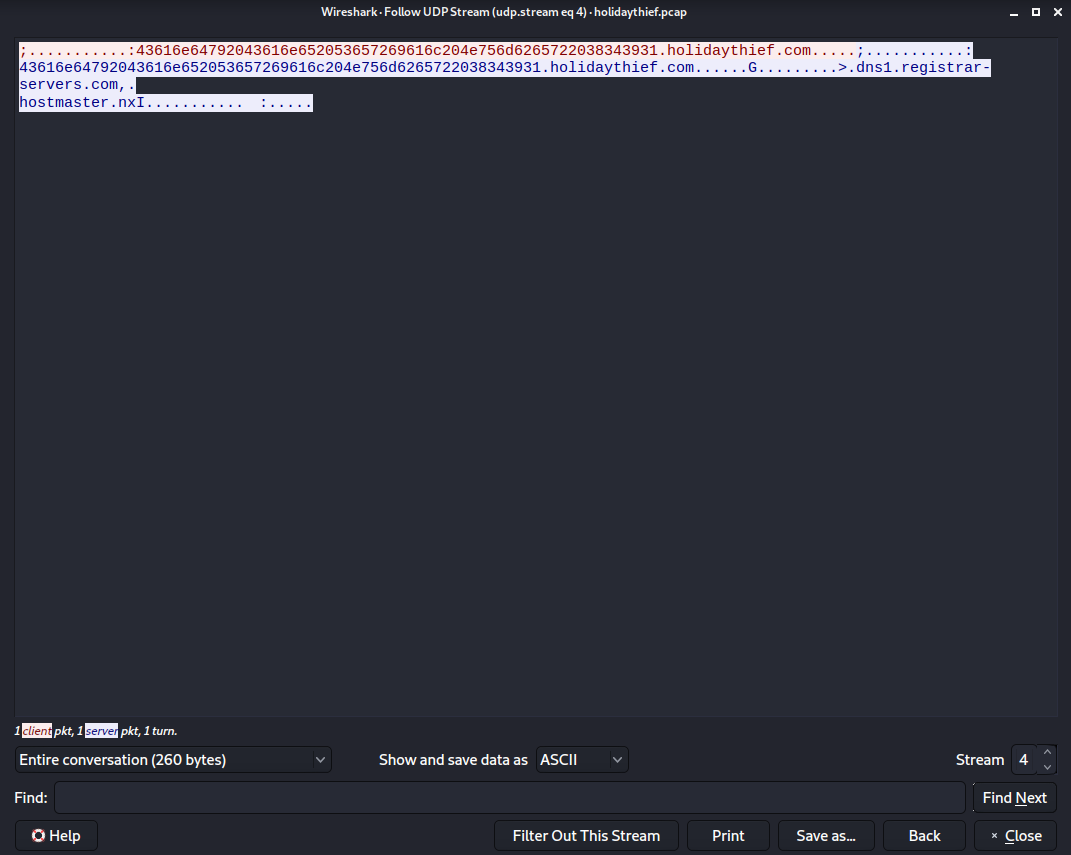 Wireshark · Follow UDP Stream (udp.stream eq 4) · holidaythief.pcap
;...........:43616e64792043616e652053657269616c204e756d6265722038343931.holidaythief.com.....;...........:
43616e64792043616e652053657269616c204e756d6265722038343931.holidaythief.com......G.........>.dns1.registrar-
servers.com,.
hostmaster.nxI........... :.....
1 client pkt, 1 server pkt, 1 turn.
Entire conversation (260 bytes) Show and save data as ASCII Stream 4
Find: Find Next
Help Filter Out This Stream Print Save as... Back × Close